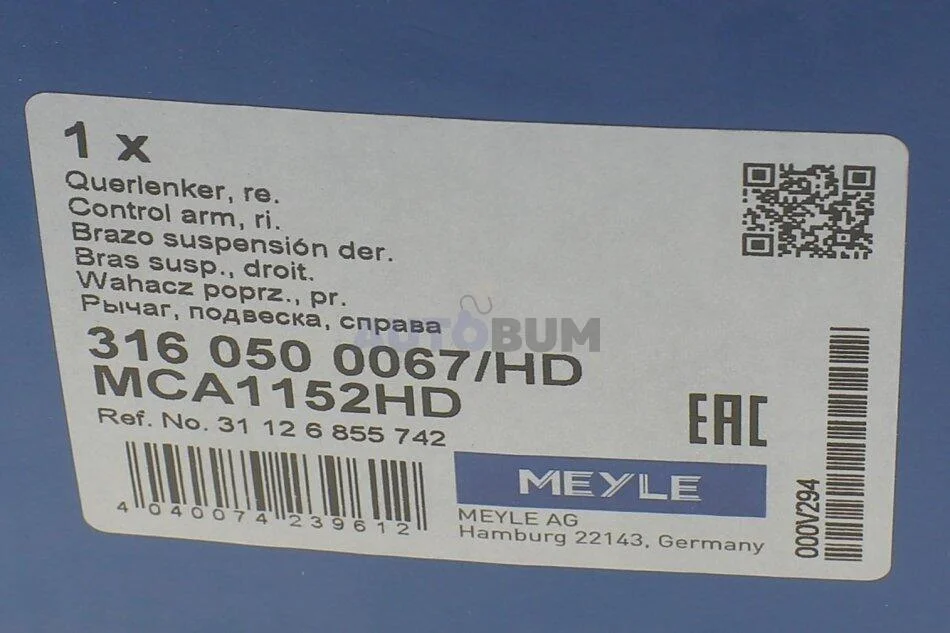 1 x
Querlenker, re.
Control arm, ri.
Brazo suspensión der.
Bras susp., droit.
Wahacz poprz., pr.
Рычаг, подвеска, справа
AUTOBUM
316 050 0067/HD
MCA1152HD
Ref. No. 31 12 6 855 742
EAC
4 040074 239612
MEYLE
MEYLE AG
Hamburg 22143, Germany
000V294